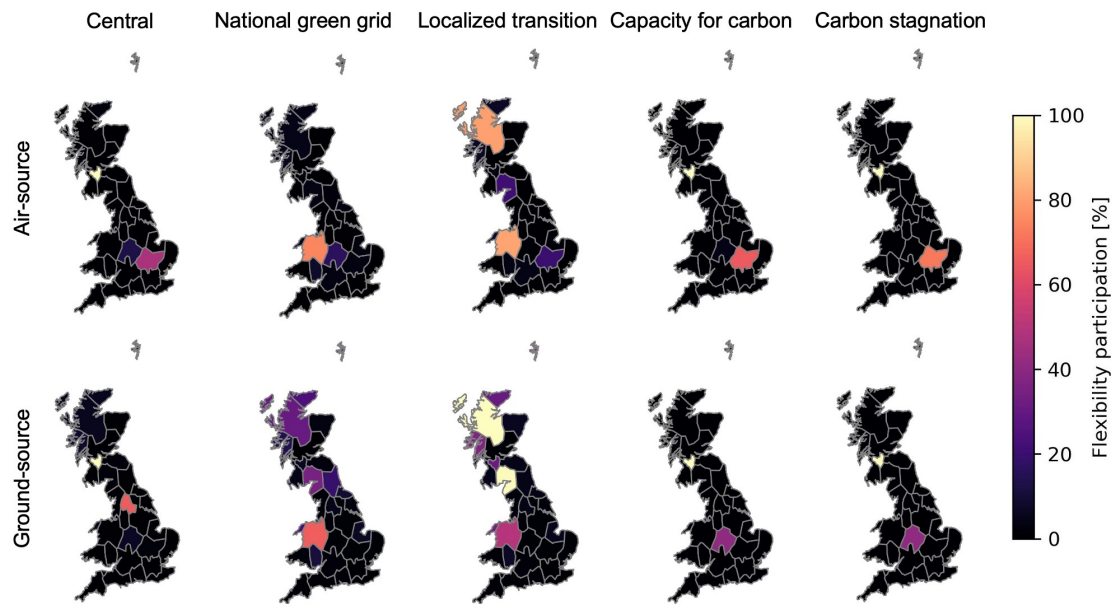 Central National green grid Localized transition Capacity for carbon Carbon stagnation
Air-source
Ground-source
100
80
60
40
20
0
Flexibility participation [%]